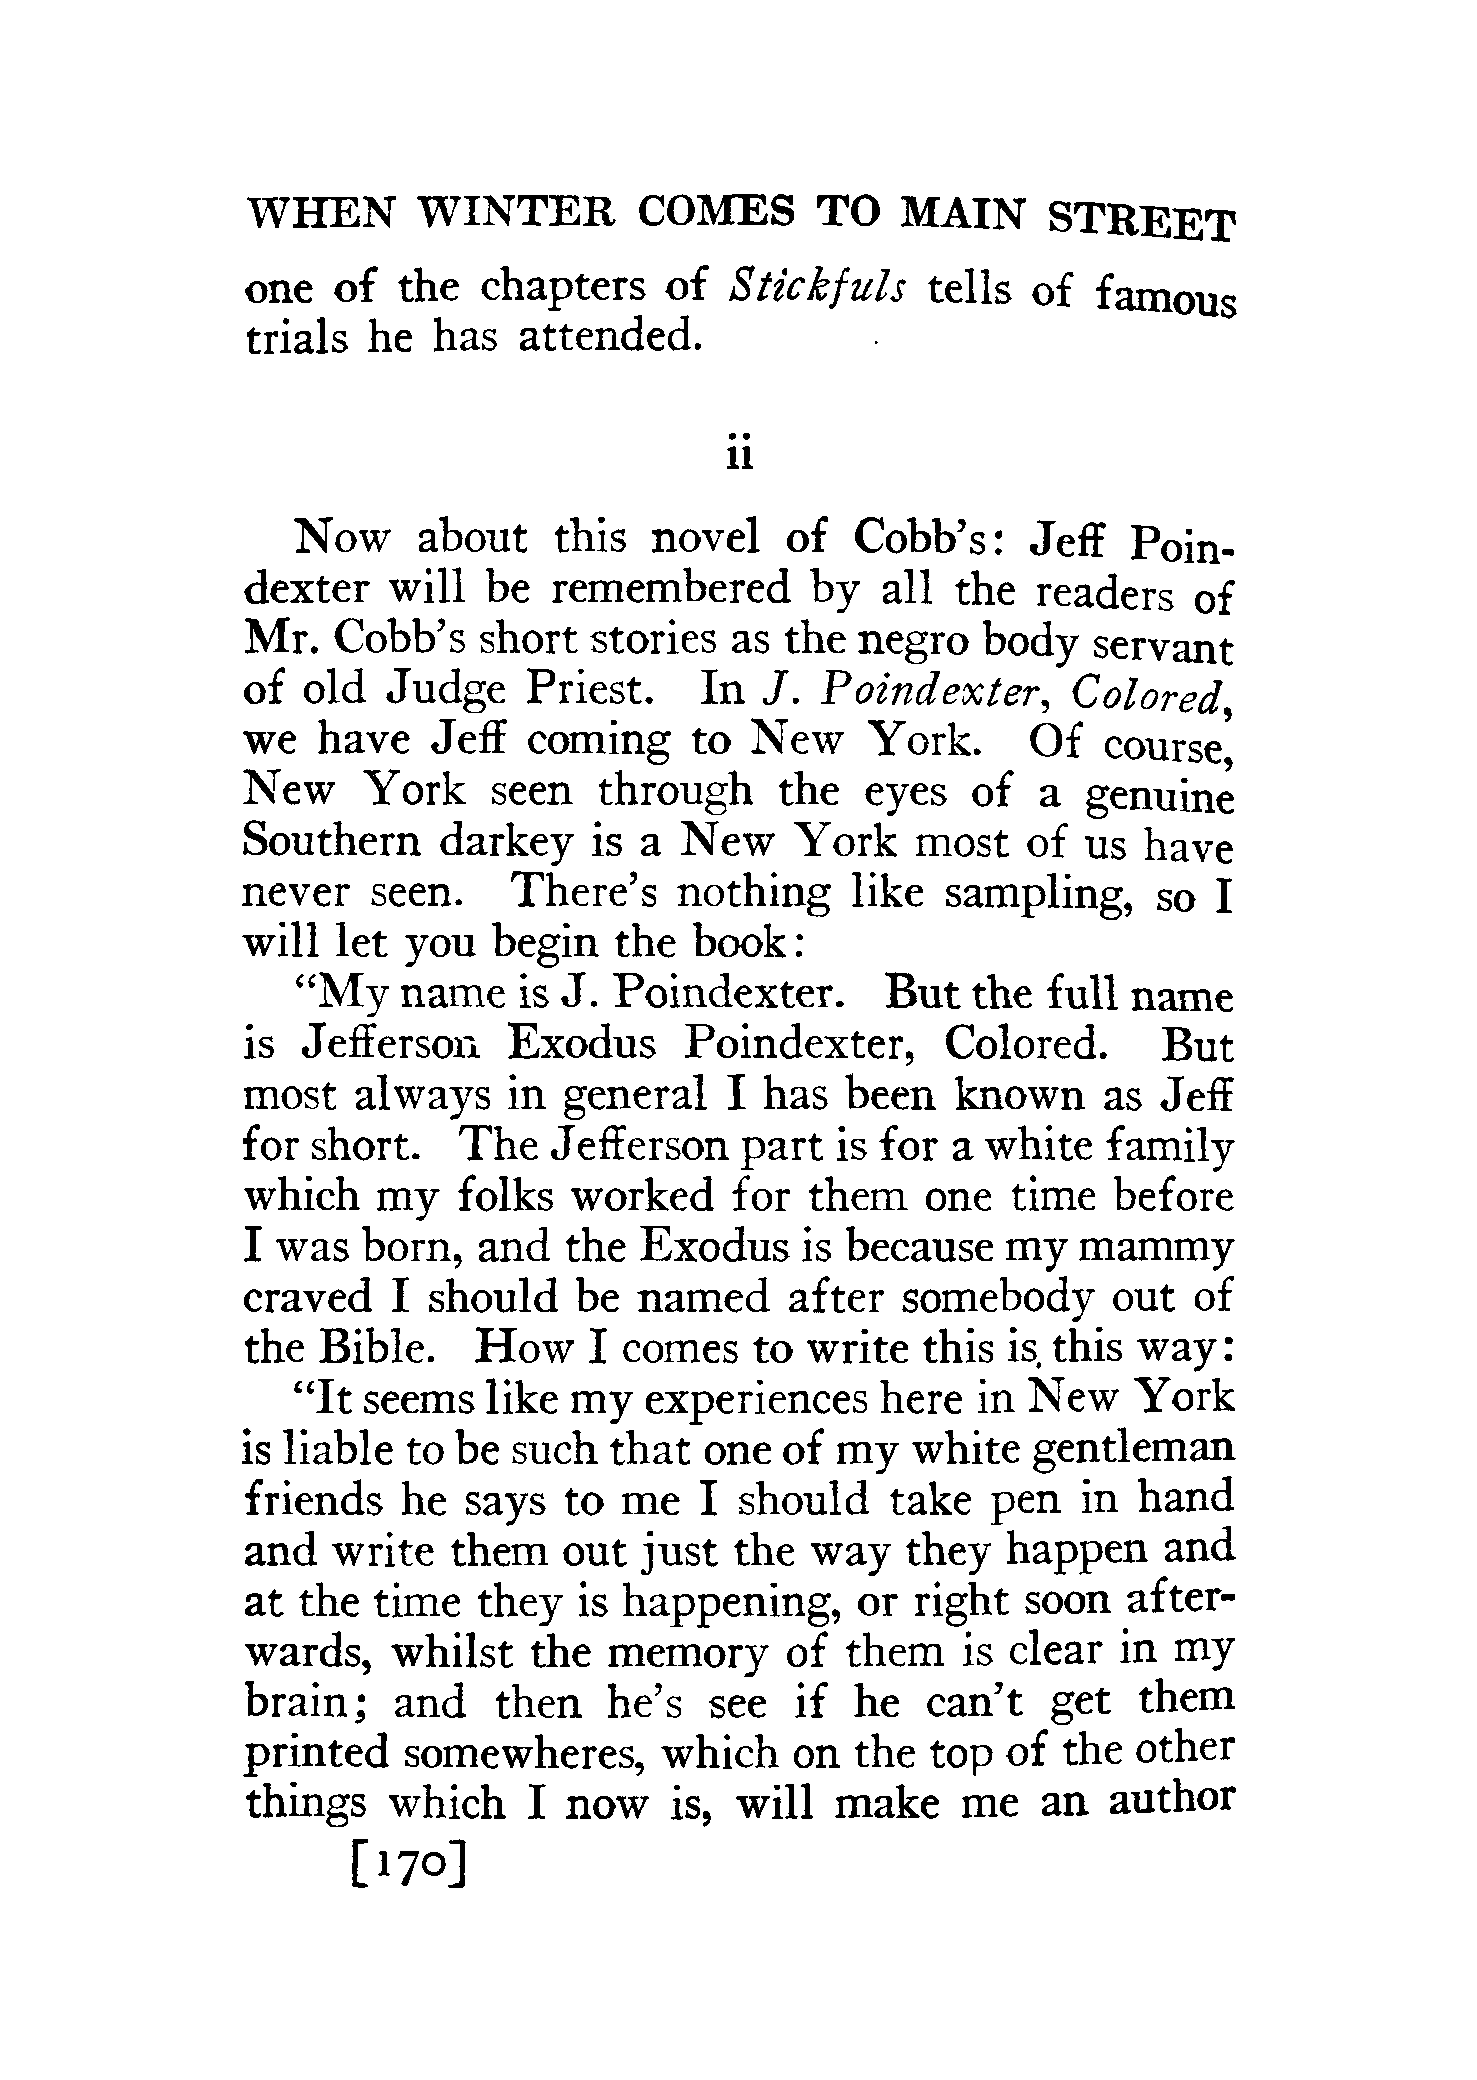 WHEN WINTER COMES TO MAIN STREET
one of the chapters of Stickfuls tells of famous
trials he has attended.
ii
Now about this novel of Cobb's: Jeff Poin-
dexter will be remembered by all the readers of
Mr. Cobb's short stories as the negro body servant
of old Judge Priest. In J. Poindexter, Colored,
we have Jeff coming to New York. Of course,
New York seen through the eyes of a genuine
Southern darkey is a New York most of us have
never seen. There's nothing like sampling, so I
will let you begin the book:
"My name is J. Poindexter. But the full name
is Jefferson Exodus Poindexter, Colored. But
most always in general I has been known as Jeff
for short. The Jefferson part is for a white family
which my folks worked for them one time before
I was born, and the Exodus is because my mammy
craved I should be named after somebody out of
the Bible. How I comes to write this is this way:
"It seems like my experiences here in New York
is liable to be such that one of my white gentleman
friends he says to me I should take pen in hand
and write them out just the way they happen and
at the time they is happening, or right soon after-
wards, whilst the memory of them is clear in my
brain; and then he's see if he can't get them
printed somewheres, which on the top of the other
things which I now is, will make me an author
[170]